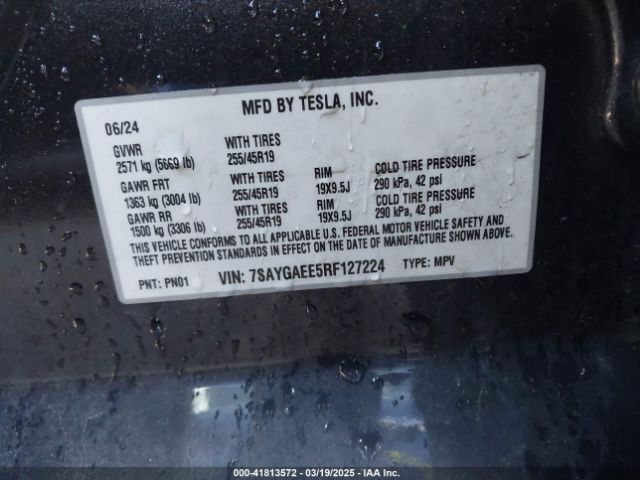 MFD BY TESLA, INC.
06/24
GVWR WITH TIRES
2571 kg (5669 lb) 255/45R19
GAWR FRT WITH TIRES RIM COLD TIRE PRESSURE
1363 kg (3004 lb) 255/45R19 19X9.5J 290 kPa, 42 psi
GAWR RR WITH TIRES RIM COLD TIRE PRESSURE
1500 kg (3306 lb) 255/45R19 19X9.5J 290 kPa, 42 psi
THIS VEHICLE CONFORMS TO ALL APPLICABLE U.S. FEDERAL MOTOR VEHICLE SAFETY AND
THEFT PREVENTION STANDARDS IN EFFECT ON THE DATE OF MANUFACTURE SHOWN ABOVE.
PNT: PN01 VIN: 7SAYGAEE5RF127224 TYPE: MPV
000-41813572 — 03/19/2025 — IAA Inc.